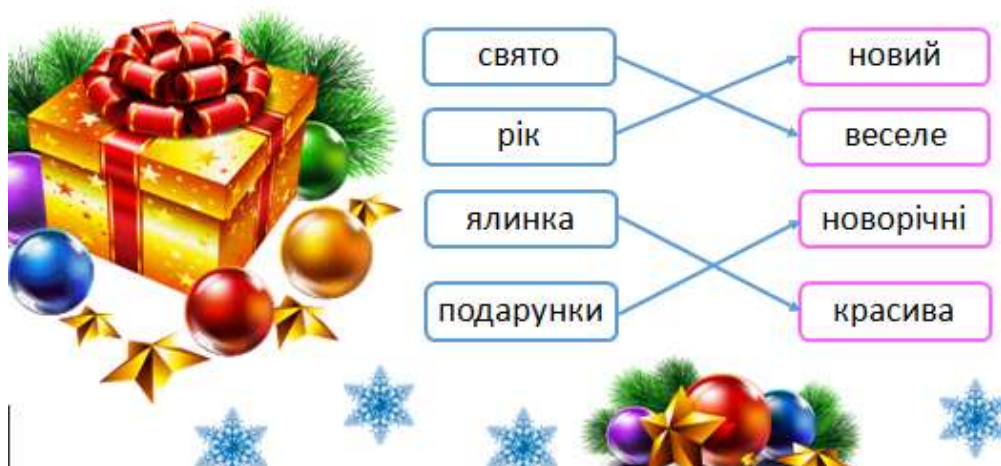 свято новий
рік веселе
ялинка новорічні
подарунки красива